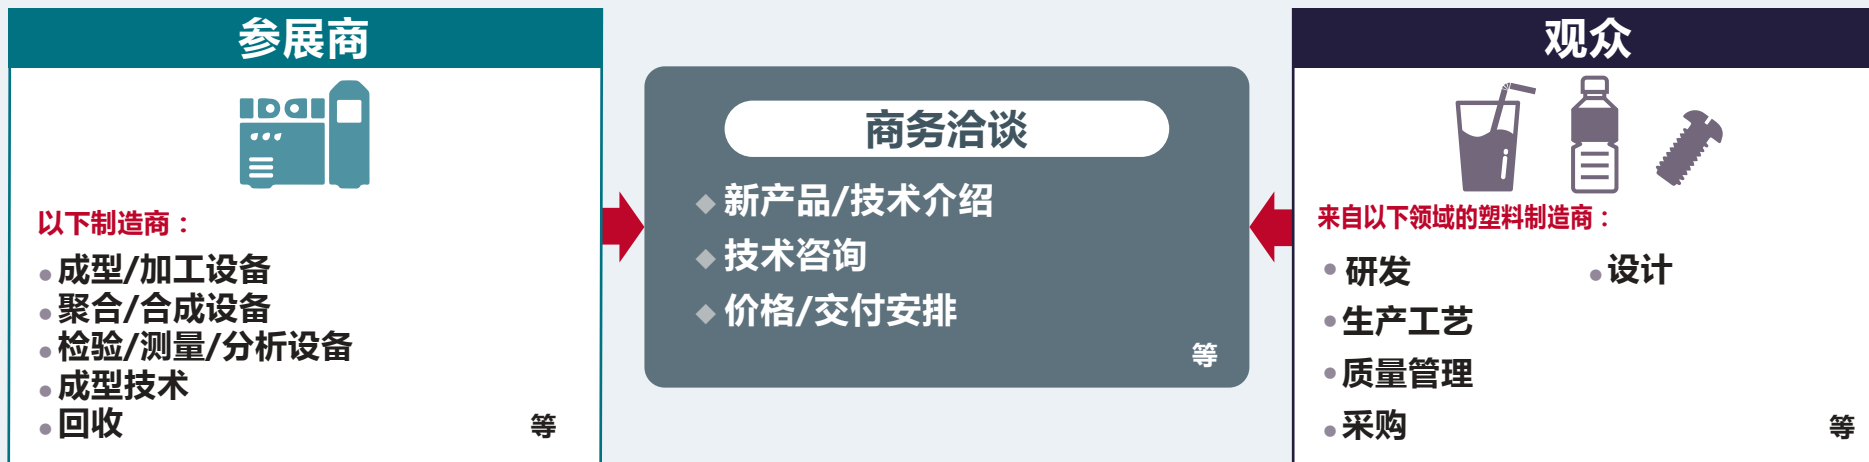 参展商
以下制造商：
成型/加工设备
聚合/合成设备
检验/测量/分析设备
成型技术
回收
等
商务洽谈
新产品/技术介绍
技术咨询
价格/交付安排
等
观众
来自以下领域的塑料制造商：
研发
设计
生产工艺
质量管理
采购
等